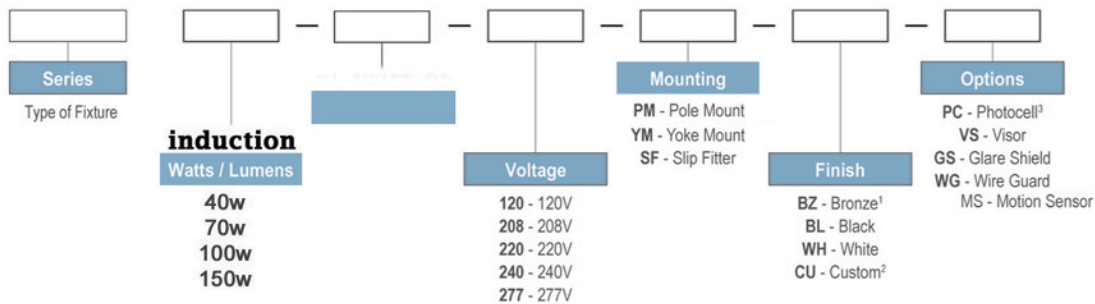 Series
Type of Fixture
induction
Watts / Lumens
40w
70w
100w
150w
Voltage
120 - 120V
208 - 208V
220 - 220V
240 - 240V
277 - 277V
Mounting
PM - Pole Mount
YM - Yoke Mount
SF - Slip Fitter
Finish
BZ - Bronze¹
BL - Black
WH - White
CU - Custom²
Options
PC - Photocell³
VS - Visor
GS - Glare Shield
WG - Wire Guard
MS - Motion Sensor